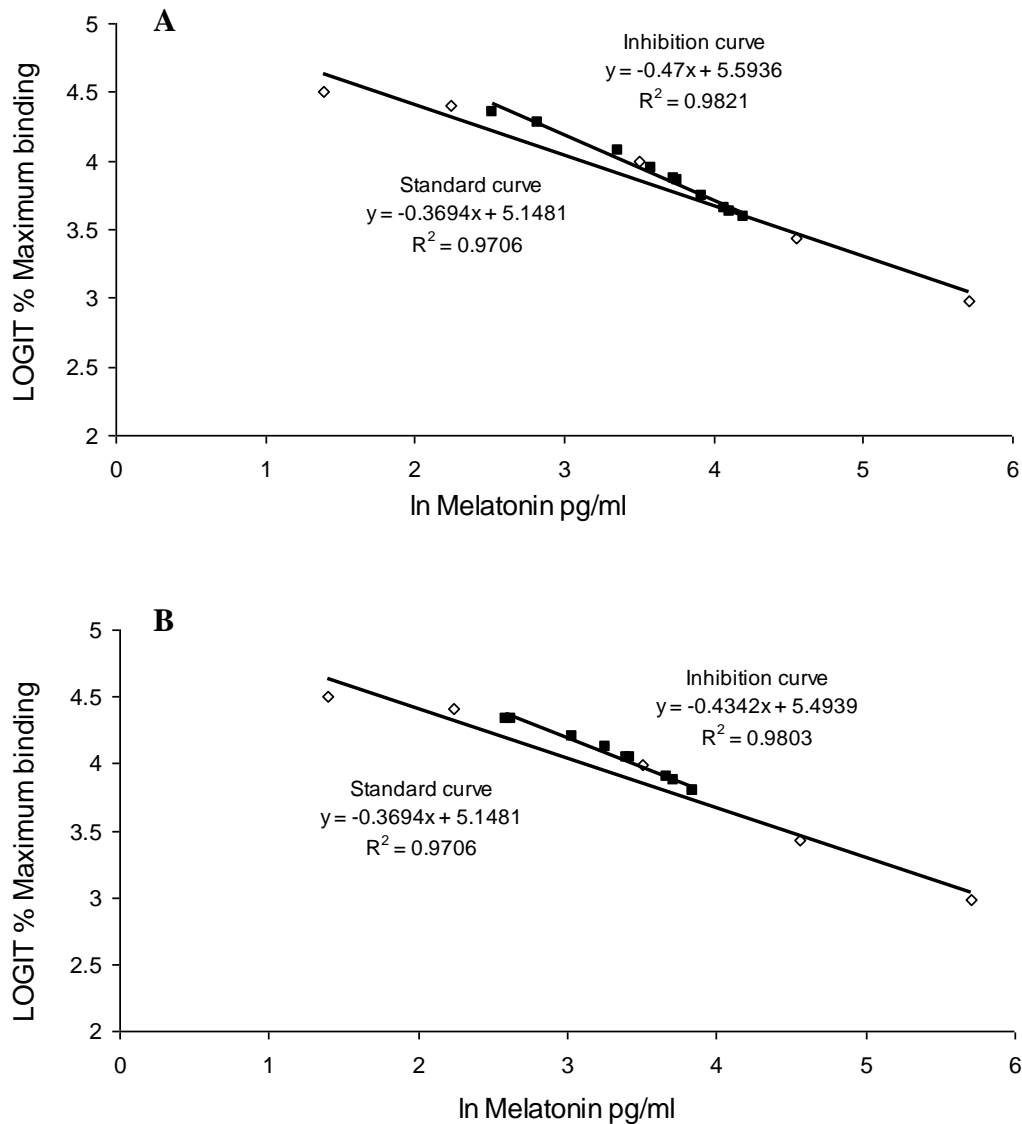 A
5
4.5
4
3.5
3
2.5
2
LOGIT % Maximum binding
Inhibition curve
y = -0.47x + 5.5936
R² = 0.9821
Standard curve
y = -0.3694x + 5.1481
R² = 0.9706
0 1 2 3 4 5 6
ln Melatonin pg/ml
B
5
4.5
4
3.5
3
2.5
2
LOGIT % Maximum binding
Inhibition curve
y = -0.4342x + 5.4939
R² = 0.9803
Standard curve
y = -0.3694x + 5.1481
R² = 0.9706
0 1 2 3 4 5 6
ln Melatonin pg/ml